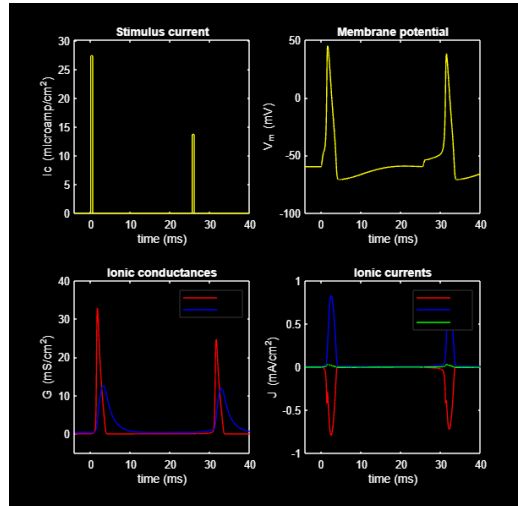 Stimulus current
30
25
20
15
10
5
0
Ic (microamp/cm²)
0 10 20 30 40
time (ms)
Membrane potential
50
0
-50
-100
Vₘ (mV)
0 10 20 30 40
time (ms)
Ionic conductances
40
30
20
10
0
G (mS/cm²)
0 10 20 30 40
time (ms)
Ionic currents
1
0.5
0
-0.5
-1
J (mA/cm²)
0 10 20 30 40
time (ms)